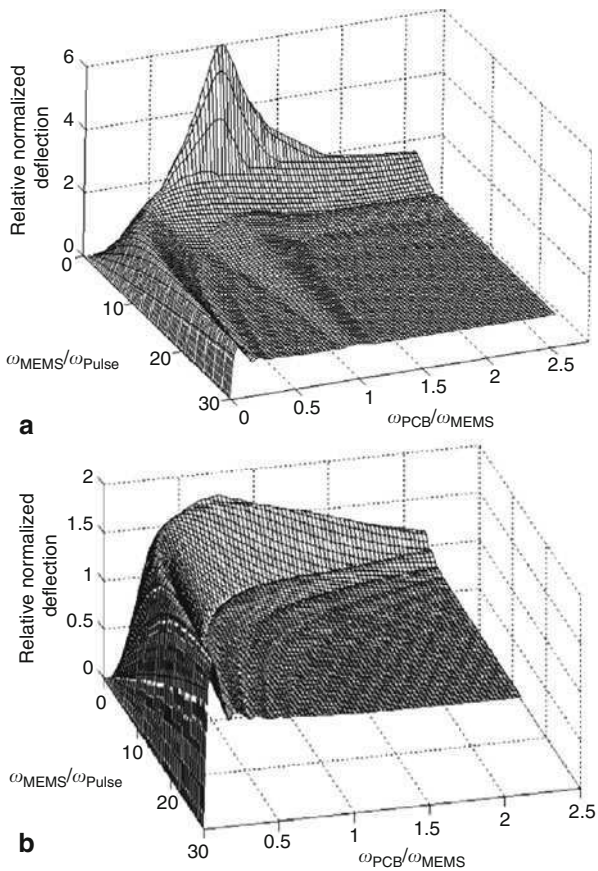 6
4
2
0
Relative normalized
deflection
0
10
20
30
ωMEMS/ωPulse
0
0.5
1
1.5
2
2.5
ωPCB/ωMEMS
a
2
1.5
1
0.5
0
Relative normalized
deflection
0
10
20
30
ωMEMS/ωPulse
0.5
1
1.5
2
2.5
ωPCB/ωMEMS
b